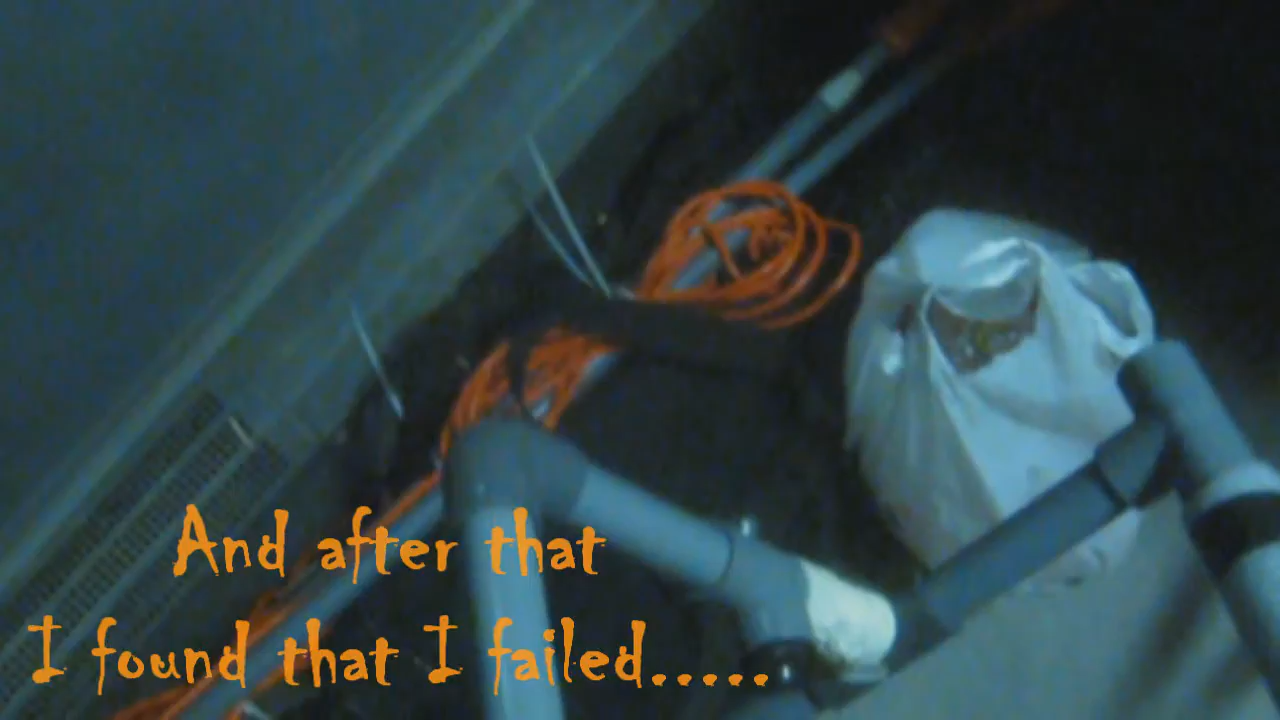 And after that
I found that I failed.....